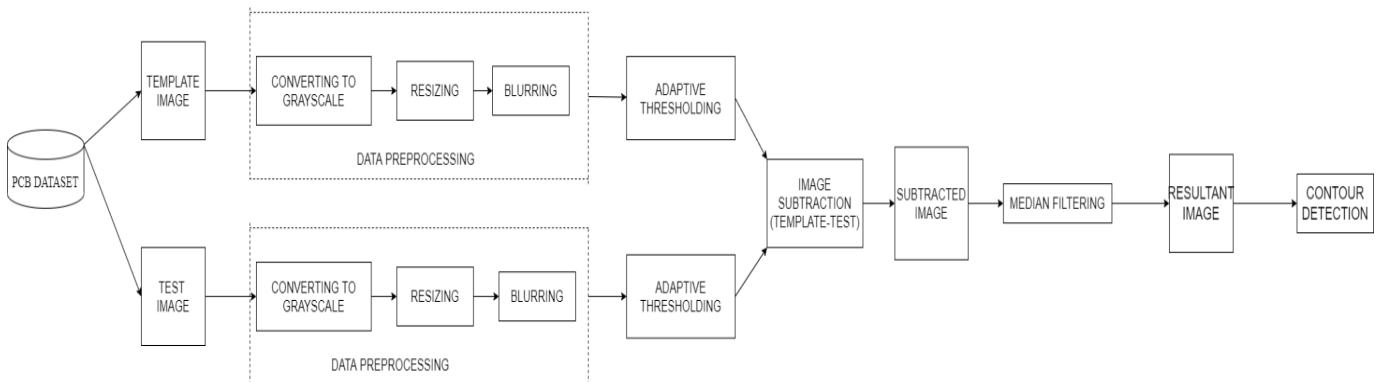 PCB DATASET
TEMPLATE
IMAGE
CONVERTING TO
GRAYSCALE
RESIZING
BLURRING
DATA PREPROCESSING
ADAPTIVE
THRESHOLDING
TEST
IMAGE
CONVERTING TO
GRAYSCALE
RESIZING
BLURRING
DATA PREPROCESSING
ADAPTIVE
THRESHOLDING
IMAGE
SUBTRACTION
(TEMPLATE-TEST)
SUBTRACTED
IMAGE
MEDIAN FILTERING
RESULTANT
IMAGE
CONTOUR
DETECTION